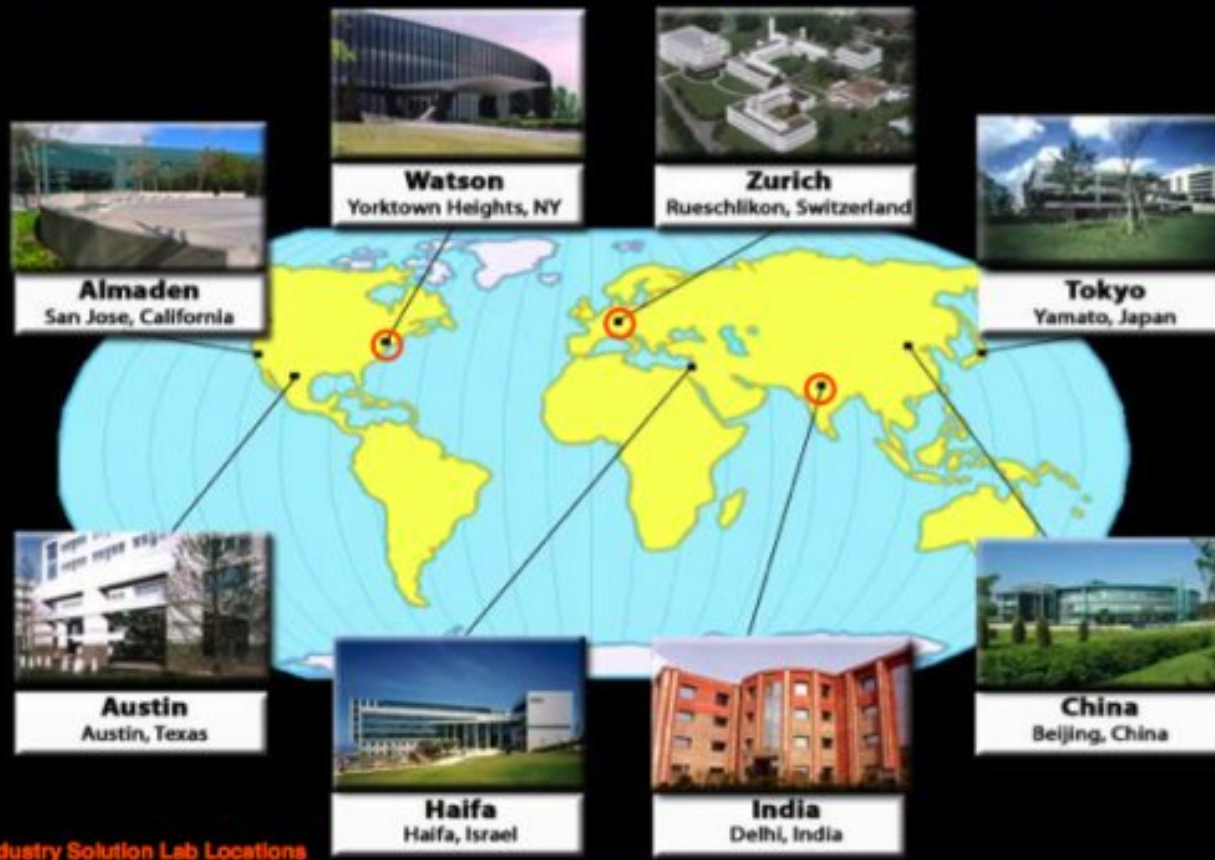 Watson
Yorktown Heights, NY
Zurich
Rueschlikon, Switzerland
Almaden
San Jose, California
Tokyo
Yamato, Japan
Austin
Austin, Texas
China
Beijing, China
Haifa
Haifa, Israel
India
Delhi, India
dustry Solution Lab Locations